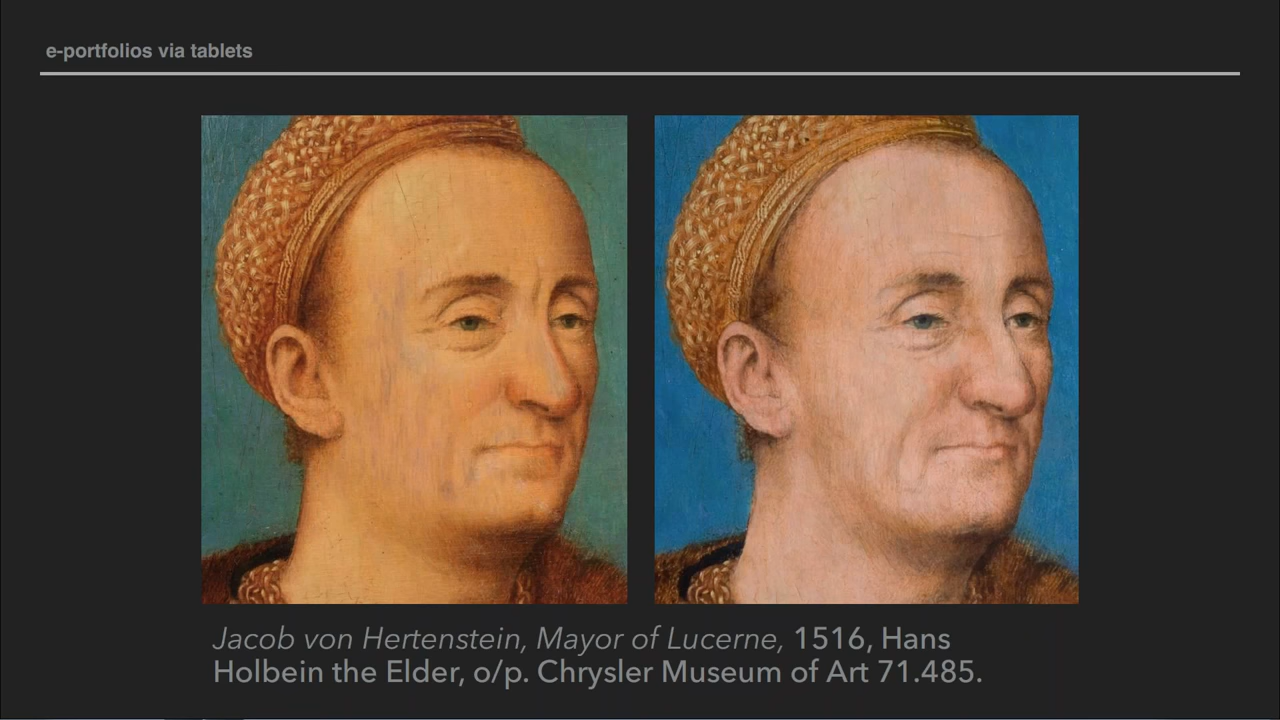 e-portfolios via tablets
Jacob von Hertenstein, Mayor of Lucerne, 1516, Hans
Holbein the Elder, o/p. Chrysler Museum of Art 71.485.